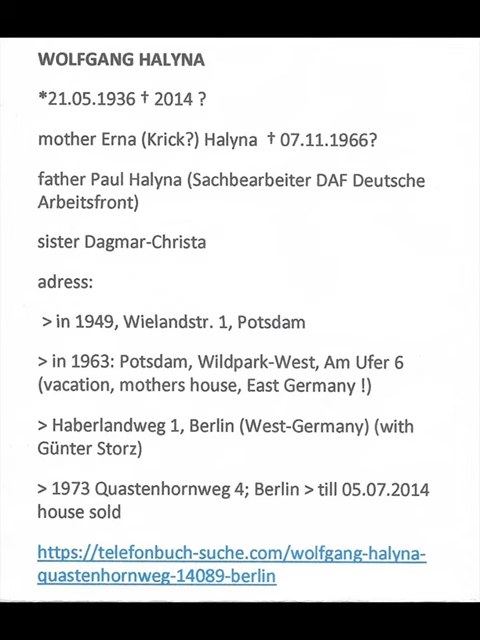 WOLFGANG HALYNA
*21.05.1936 † 2014 ?
mother Erna (Krick?) Halyna † 07.11.1966?
father Paul Halyna (Sachbearbeiter DAF Deutsche
Arbeitsfront)
sister Dagmar-Christa
adress:
> in 1949, Wielandstr. 1, Potsdam
> in 1963: Potsdam, Wildpark-West, Am Ufer 6
(vacation, mothers house, East Germany !)
> Haberlandweg 1, Berlin (West-Germany) (with
Günter Storz)
> 1973 Quastenhornweg 4; Berlin > till 05.07.2014
house sold
https://telefonbuch-suche.com/wolfgang-halyna-
quastenhornweg-14089-berlin